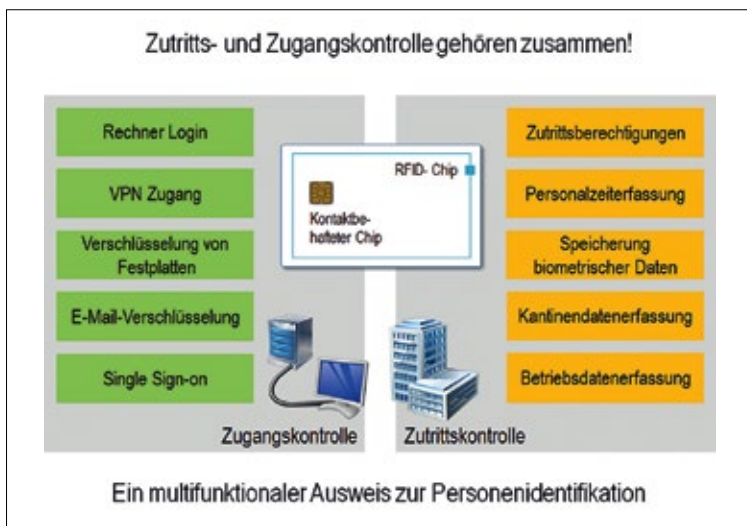 Zutritts- und Zugangskontrolle gehören zusammen!
Rechner Login
VPN Zugang
Verschlüsselung von
Festplatten
E-Mail-Verschlüsselung
Single Sign-on
Zugangskontrolle
RFID- Chip
Kontaktbe-
hafteter Chip
Zutrittsberechtigungen
Personalzeiterfassung
Speicherung
biometrischer Daten
Kantinendatenerfassung
Betriebsdatenerfassung
Zutrittskontrolle
Ein multifunktionaler Ausweis zur Personenidentifikation